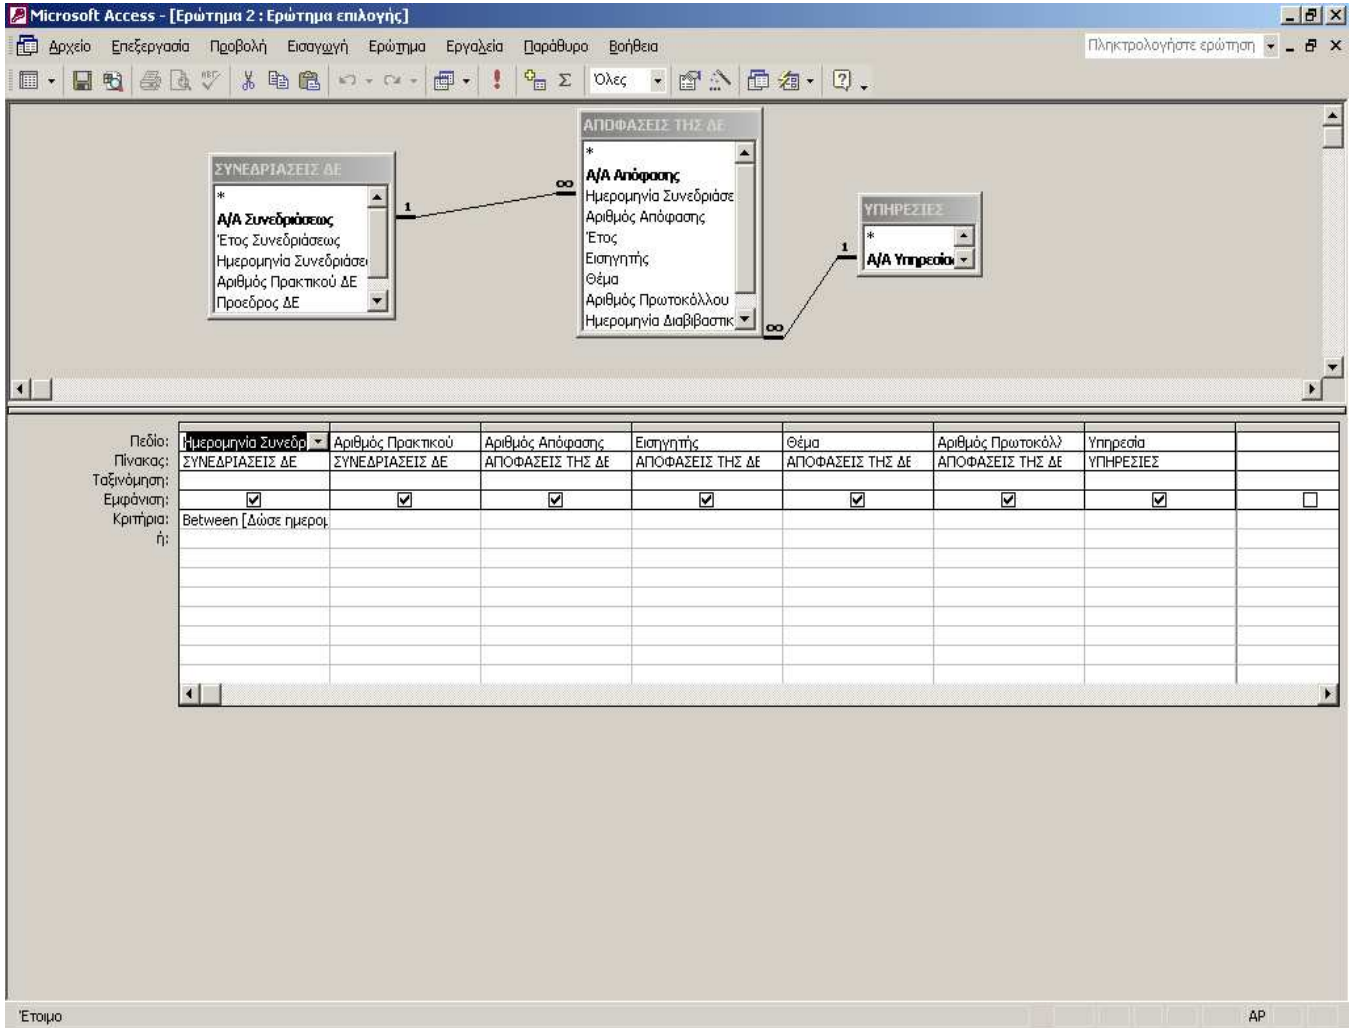 Microsoft Access - [Ερώτημα 2 : Ερώτημα επιλογής]
Αρχείο Επεξεργασία Προβολή Εισαγωγή Ερώτημα Εργαλεία Παράθυρο Βοήθεια Πληκτρολογήστε ερώτηση
Όλες
ΣΥΝΕΔΡΙΑΣΕΙΣ ΔΕ
*
Α/Α Συνεδριάσεως
Έτος Συνεδριάσεως
Ημερομηνία Συνεδριάσε
Αριθμός Πρακτικού ΔΕ
Προεδρος ΔΕ
1
∞
ΑΠΟΦΑΣΕΙΣ ΤΗΣ ΔΕ
*
Α/Α Απόφασης
Ημερομηνία Συνεδριάσε
Αριθμός Απόφασης
Έτος
Εισηγητής
Θέμα
Αριθμός Πρωτοκόλλου
Ημερομηνία Διαβιβαστικ
∞
1
ΥΠΗΡΕΣΙΕΣ
*
Α/Α Υπηρεσίας
Πεδίο: Ημερομηνία Συνεδρ Αριθμός Πρακτικού Αριθμός Απόφασης Εισηγητής Θέμα Αριθμός Πρωτοκόλλ Υπηρεσία
Πίνακας: ΣΥΝΕΔΡΙΑΣΕΙΣ ΔΕ ΣΥΝΕΔΡΙΑΣΕΙΣ ΔΕ ΑΠΟΦΑΣΕΙΣ ΤΗΣ ΔΕ ΑΠΟΦΑΣΕΙΣ ΤΗΣ ΔΕ ΑΠΟΦΑΣΕΙΣ ΤΗΣ ΔΕ ΑΠΟΦΑΣΕΙΣ ΤΗΣ ΔΕ ΥΠΗΡΕΣΙΕΣ
Ταξινόμηση:
Εμφάνιση:
Κριτήρια: Between [Δώσε ημερομ
ή:
Έτοιμο ΑΡ